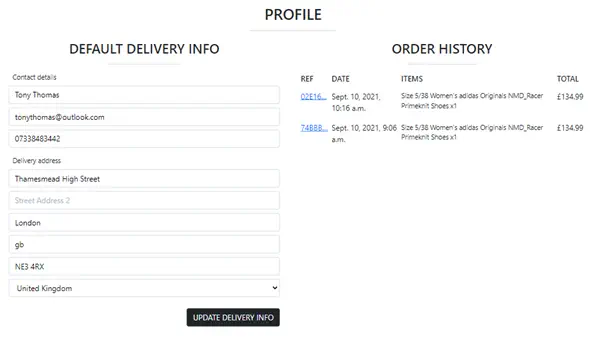 PROFILE
DEFAULT DELIVERY INFO
Contact details
Tony Thomas
tonythomas@outlook.com
07338483442
Delivery address
Thamesmead High Street
Street Address 2
London
gb
NE3 4RX
United Kingdom
UPDATE DELIVERY INFO
ORDER HISTORY
REF DATE ITEMS TOTAL
02E16... Sept. 10, 2021, Size 5/38 Women's adidas Originals NMD_Racer £134.99
10:16 a.m. Primeknit Shoes x1
74BBB... Sept. 10, 2021, 9:06 Size 5/38 Women's adidas Originals NMD_Racer £134.99
a.m. Primeknit Shoes x1